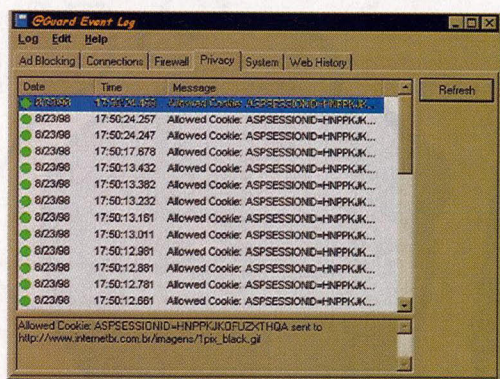 @Guard Event Log
Log Edit Help
Ad Blocking Connections Firewall Privacy System Web History
Date Time Message Refresh
8/23/98 Allowed Cookie: ASPSESSIONID=HNPPKJK...
8/23/98 17:50:24.257 Allowed Cookie: ASPSESSIONID=HNPPKJK...
8/23/98 17:50:24.247 Allowed Cookie: ASPSESSIONID=HNPPKJK...
8/23/98 17:50:17.678 Allowed Cookie: ASPSESSIONID=HNPPKJK...
8/23/98 17:50:13.432 Allowed Cookie: ASPSESSIONID=HNPPKJK...
8/23/98 17:50:13.382 Allowed Cookie: ASPSESSIONID=HNPPKJK...
8/23/98 17:50:13.232 Allowed Cookie: ASPSESSIONID=HNPPKJK...
8/23/98 17:50:13.161 Allowed Cookie: ASPSESSIONID=HNPPKJK...
8/23/98 17:50:13.011 Allowed Cookie: ASPSESSIONID=HNPPKJK...
8/23/98 17:50:12.981 Allowed Cookie: ASPSESSIONID=HNPPKJK...
8/23/98 17:50:12.881 Allowed Cookie: ASPSESSIONID=HNPPKJK...
8/23/98 17:50:12.781 Allowed Cookie: ASPSESSIONID=HNPPKJK...
8/23/98 17:50:12.661 Allowed Cookie: ASPSESSIONID=HNPPKJK...
Allowed Cookie: ASPSESSIONID=HNPPKJKOFUZXTHQA sent to
http://www.internetbr.com.br/imagens/1pix_black.gif